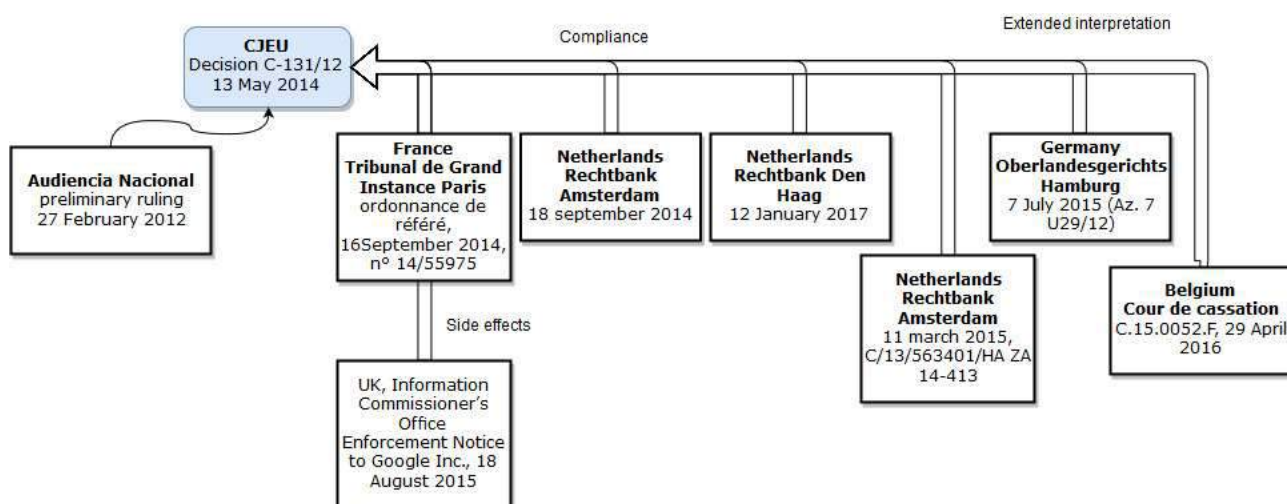 Extended interpretation
CJEU
Decision C-131/12
13 May 2014
Compliance
Audiencia Nacional
preliminary ruling
27 February 2012
France
Tribunal de Grand
Instance Paris
ordonnance de
référé,
16September 2014,
n° 14/55975
Netherlands
Rechtbank
Amsterdam
18 september 2014
Netherlands
Rechtbank Den
Haag
12 January 2017
Germany
Oberlandesgerichts
Hamburg
7 July 2015 (Az. 7
U29/12)
Netherlands
Rechtbank
Amsterdam
11 march 2015,
C/13/563401/HA ZA
14-413
Belgium
Cour de cassation
C.15.0052.F, 29 April
2016
Side effects
UK, Information
Commissioner's
Office
Enforcement Notice
to Google Inc., 18
August 2015